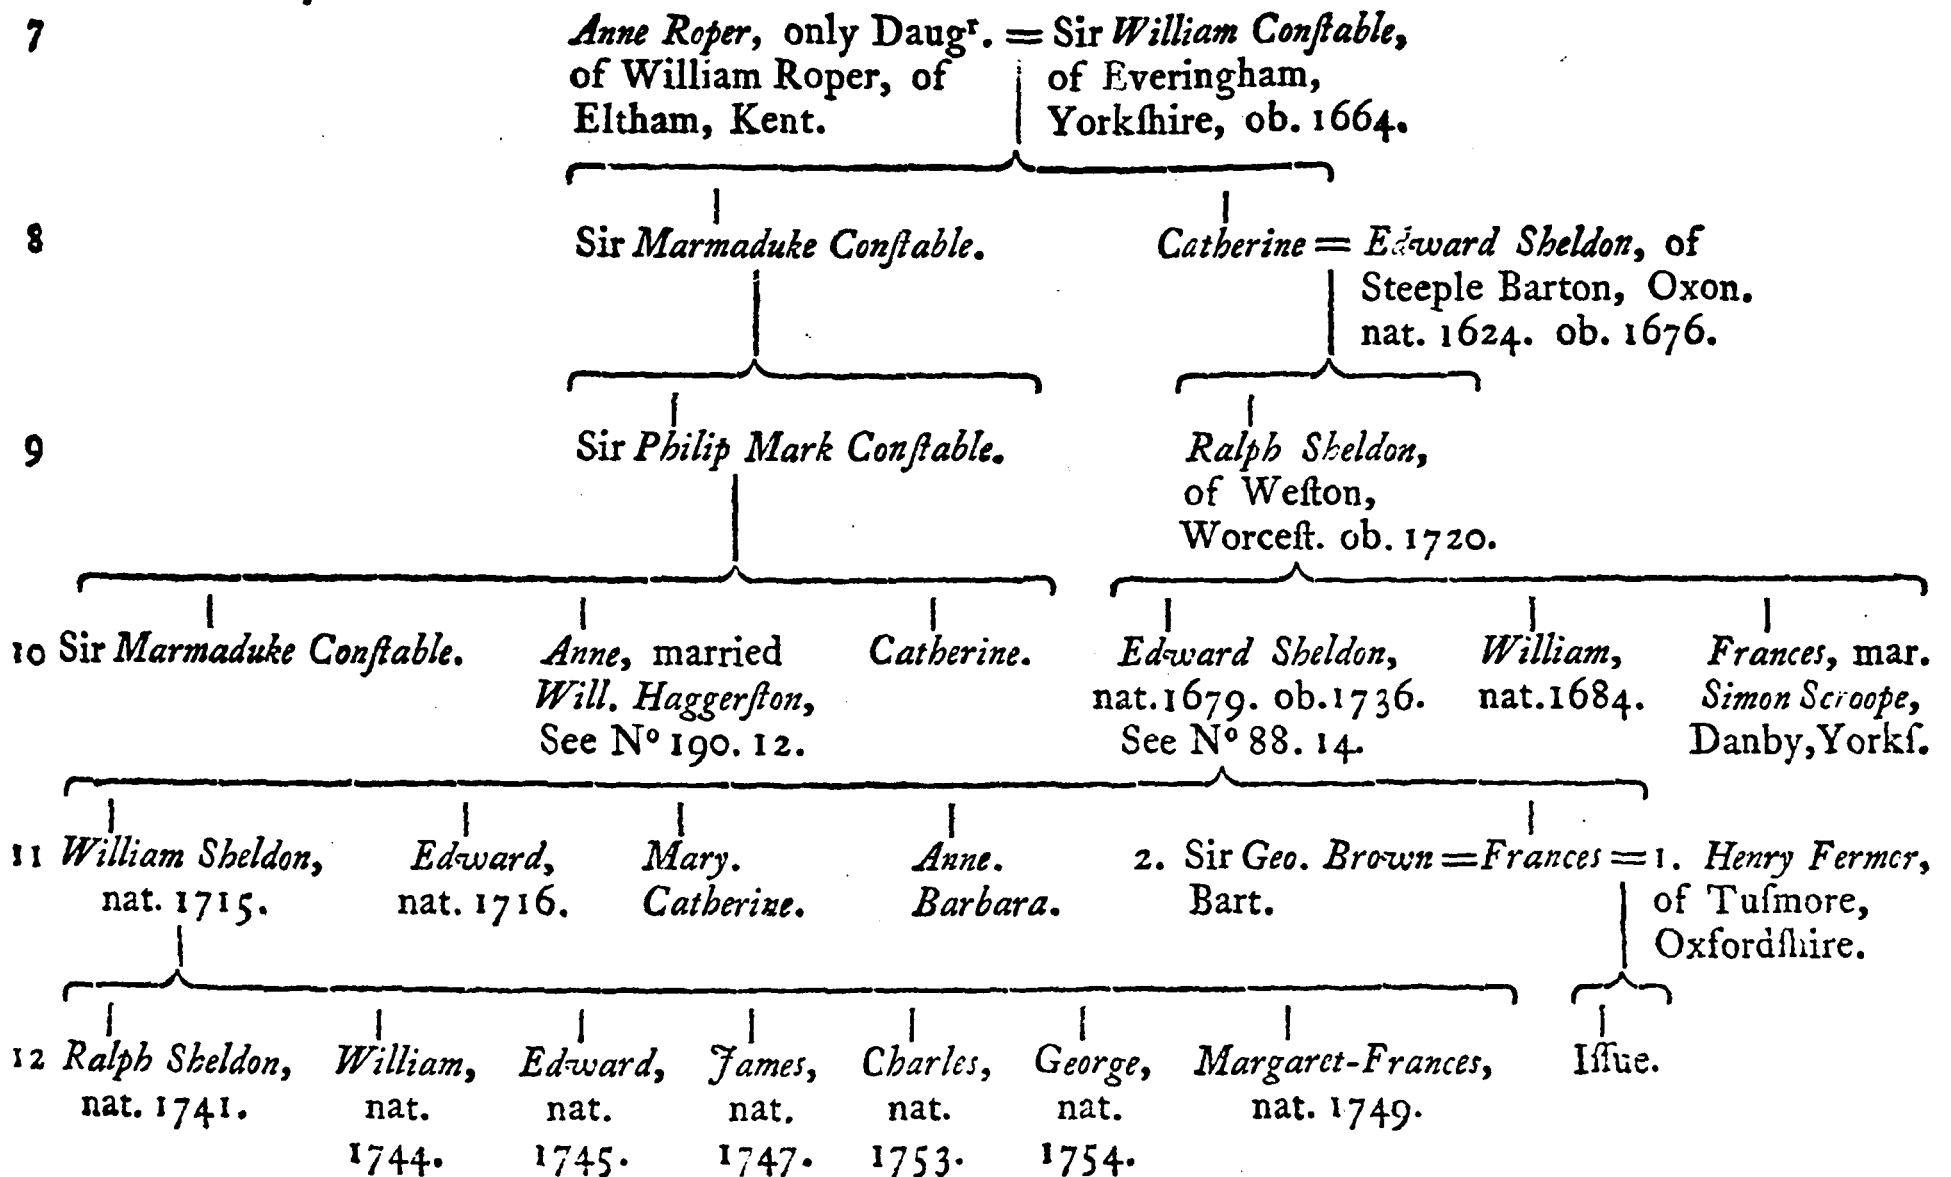 7 Anne Roper, only Daugʳ. = Sir William Conſtable,
of William Roper, of Eltham, Kent.
of Everingham,
Yorkſhire, ob. 1664.
8 Sir Marmaduke Conſtable. Catherine = Edward Sheldon, of
Steeple Barton, Oxon.
nat. 1624. ob. 1676.
9 Sir Philip Mark Conſtable. Ralph Sheldon,
of Weſton,
Worceſt. ob. 1720.
10 Sir Marmaduke Conſtable. Anne, married Catherine. Edward Sheldon, William, Frances, mar.
Will. Haggerſton, nat. 1679. ob. 1736. nat. 1684. Simon Scroope,
See Nº 190. 12. See Nº 88. 14. Danby, Yorkſ.
11 William Sheldon, Edward, Mary. Anne. 2. Sir Geo. Brown = Frances = 1. Henry Fermer,
nat. 1715. nat. 1716. Catherine. Barbara. Bart. of Tuſmore,
Oxfordſhire.
12 Ralph Sheldon, William, Edward, James, Charles, George, Margaret-Frances, Iſſue.
nat. 1741. nat. nat. nat. nat. nat. nat. 1749.
1744. 1745. 1747. 1753. 1754.